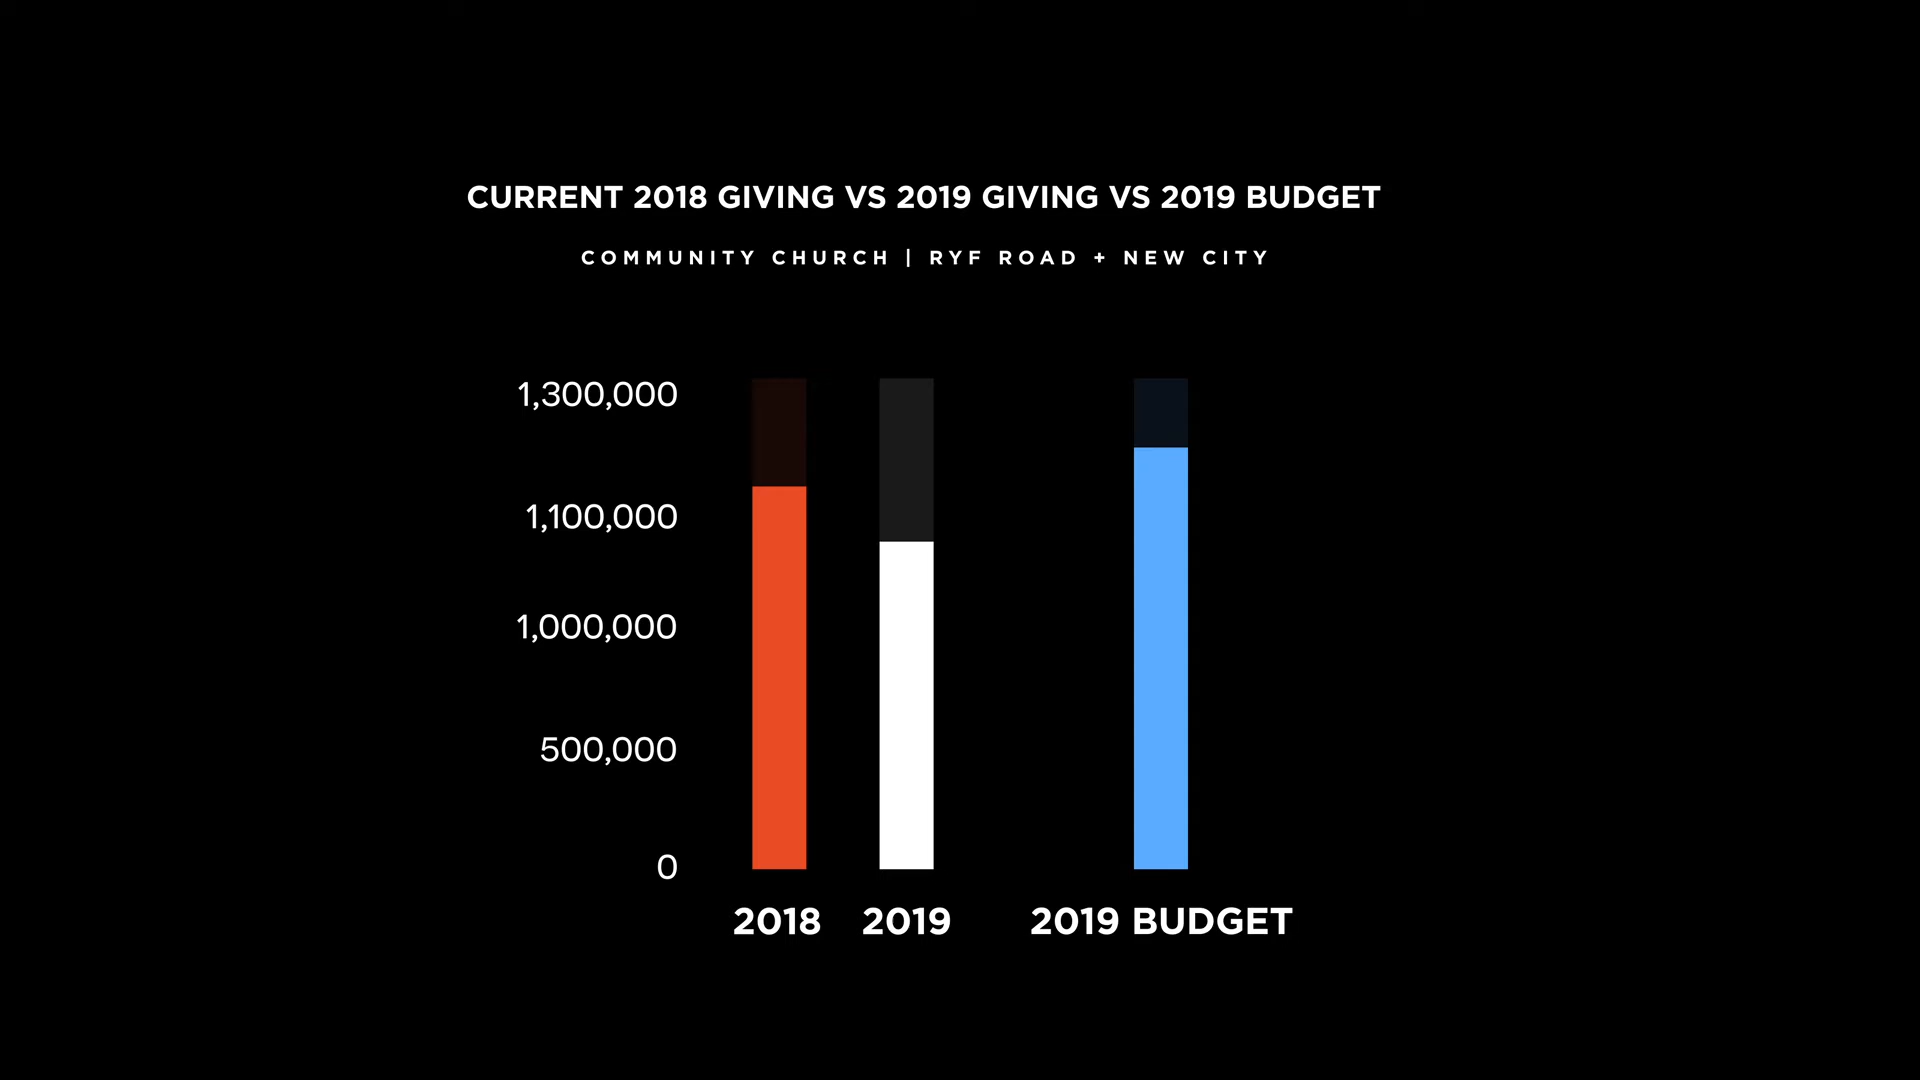 CURRENT 2018 GIVING VS 2019 GIVING VS 2019 BUDGET
COMMUNITY CHURCH | RYF ROAD + NEW CITY
1,300,000
1,100,000
1,000,000
500,000
0
2018 2019 2019 BUDGET